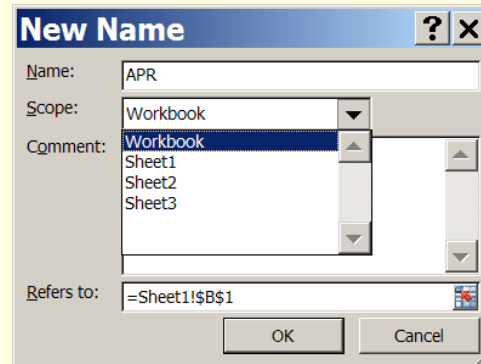 New Name ? X
Name: APR
Scope: Workbook
Comment: Workbook
Sheet1
Sheet2
Sheet3
Refers to: =Sheet1!$B$1
OK Cancel